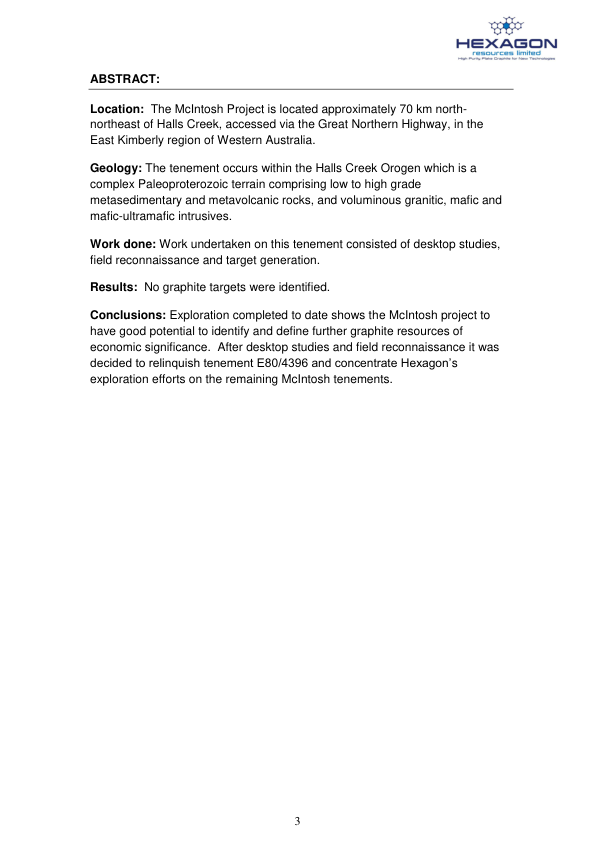 HEXAGON
resources limited
High Purity Flake Graphite for New Technologies
ABSTRACT:
Location:  The McIntosh Project is located approximately 70 km north-
northeast of Halls Creek, accessed via the Great Northern Highway, in the
East Kimberly region of Western Australia.
Geology: The tenement occurs within the Halls Creek Orogen which is a
complex Paleoproterozoic terrain comprising low to high grade
metasedimentary and metavolcanic rocks, and voluminous granitic, mafic and
mafic-ultramafic intrusives.
Work done: Work undertaken on this tenement consisted of desktop studies,
field reconnaissance and target generation.
Results:  No graphite targets were identified.
Conclusions: Exploration completed to date shows the McIntosh project to
have good potential to identify and define further graphite resources of
economic significance.  After desktop studies and field reconnaissance it was
decided to relinquish tenement E80/4396 and concentrate Hexagon's
exploration efforts on the remaining McIntosh tenements.
3